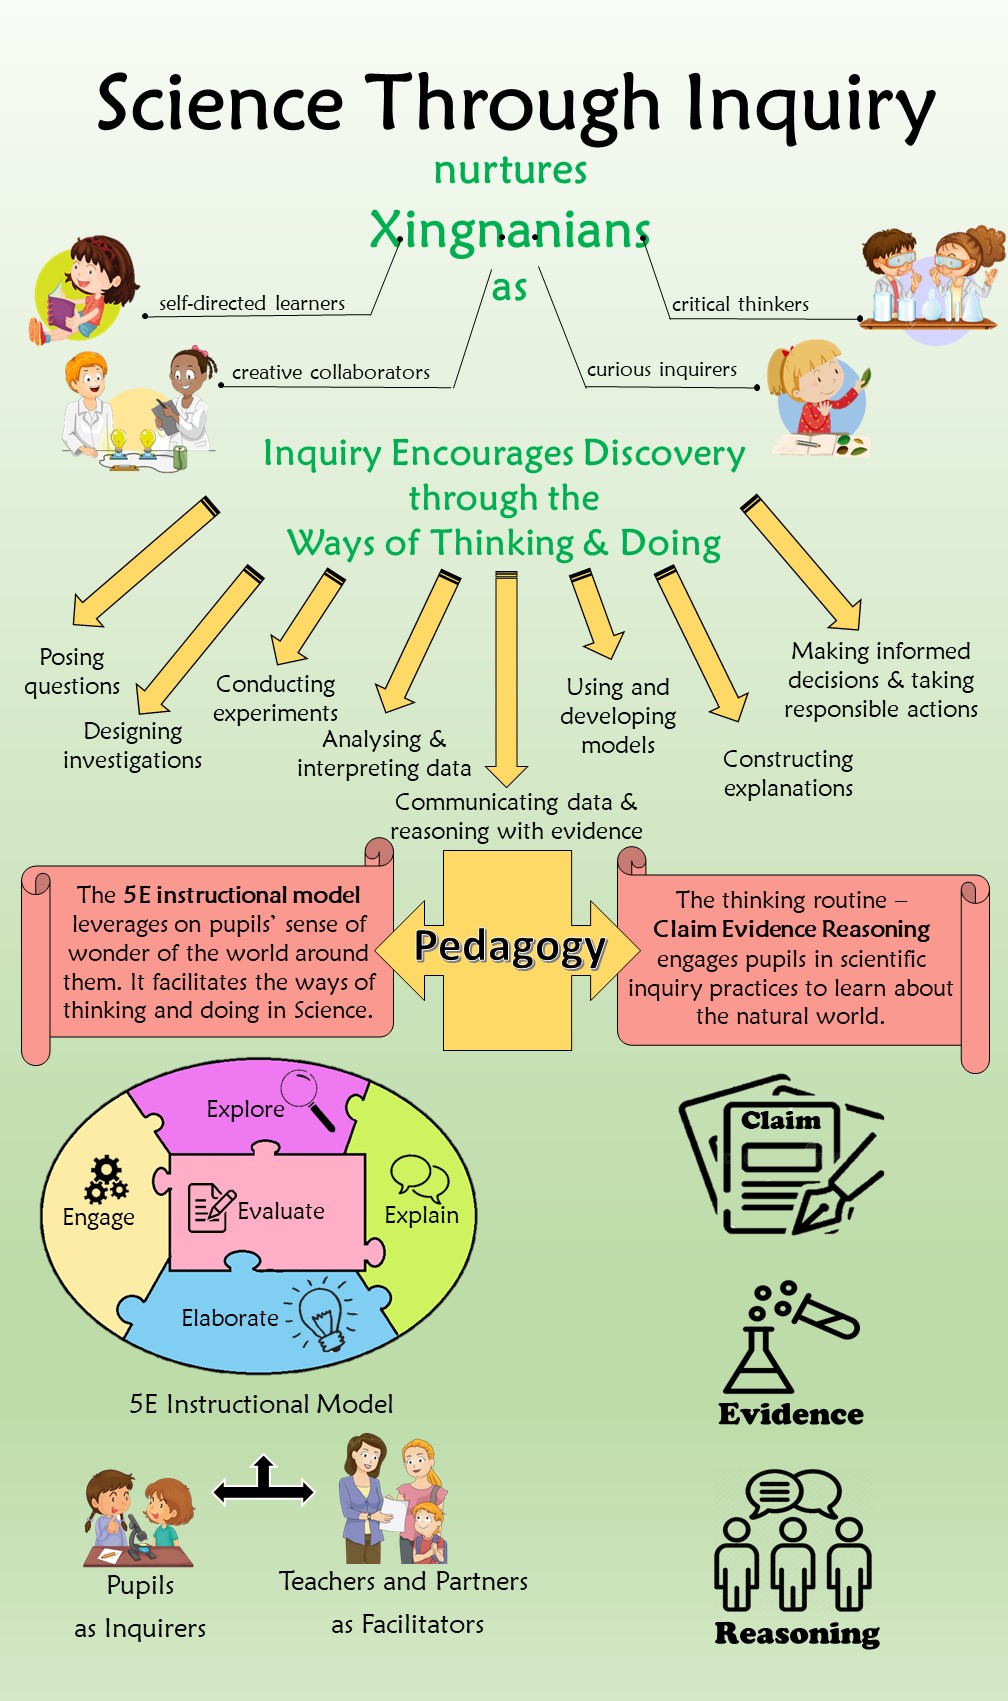 Science Through Inquiry
nurtures
Xingnanians
as
self-directed learners
critical thinkers
creative collaborators
curious inquirers
Inquiry Encourages Discovery
through the
Ways of Thinking & Doing
Posing
questions
Designing
investigations
Conducting
experiments
Analysing &
interpreting data
Communicating data &
reasoning with evidence
Using and
developing
models
Constructing
explanations
Making informed
decisions & taking
responsible actions
The 5E instructional model
leverages on pupils’ sense of
wonder of the world around
them. It facilitates the ways of
thinking and doing in Science.
Pedagogy
The thinking routine –
Claim Evidence Reasoning
engages pupils in scientific
inquiry practices to learn about
the natural world.
Explore
Engage
Evaluate
Explain
Elaborate
5E Instructional Model
Pupils
as Inquirers
Teachers and Partners
as Facilitators
Claim
Evidence
Reasoning